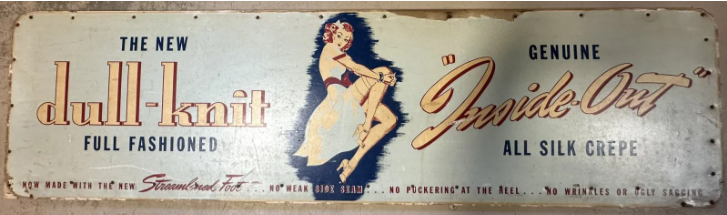 THE NEW
dull-knit
FULL FASHIONED
GENUINE
"Inside-Out"
ALL SILK CREPE
NOW MADE WITH THE NEW Streamlined Foot... NO WEAK SIDE SEAM... NO PUCKERING AT THE HEEL... NO WRINKLES OR UGLY SAGGING